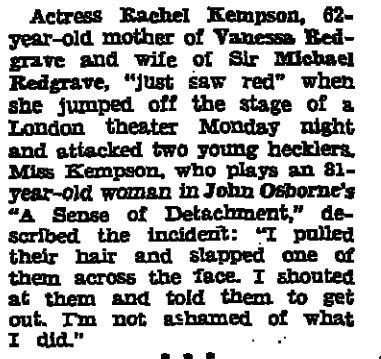 Actress Rachel Kempson, 62-
year-old mother of Vanessa Red-
grave and wife of Sir Michael
Redgrave, "just saw red" when
she jumped off the stage of a
London theater Monday night
and attacked two young hecklers.
Miss Kempson, who plays an 81-
year-old woman in John Osborne's
"A Sense of Detachment," de-
scribed the incident: "I pulled
their hair and slapped one of
them across the face. I shouted
at them and told them to get
out. I'm not ashamed of what
I did."